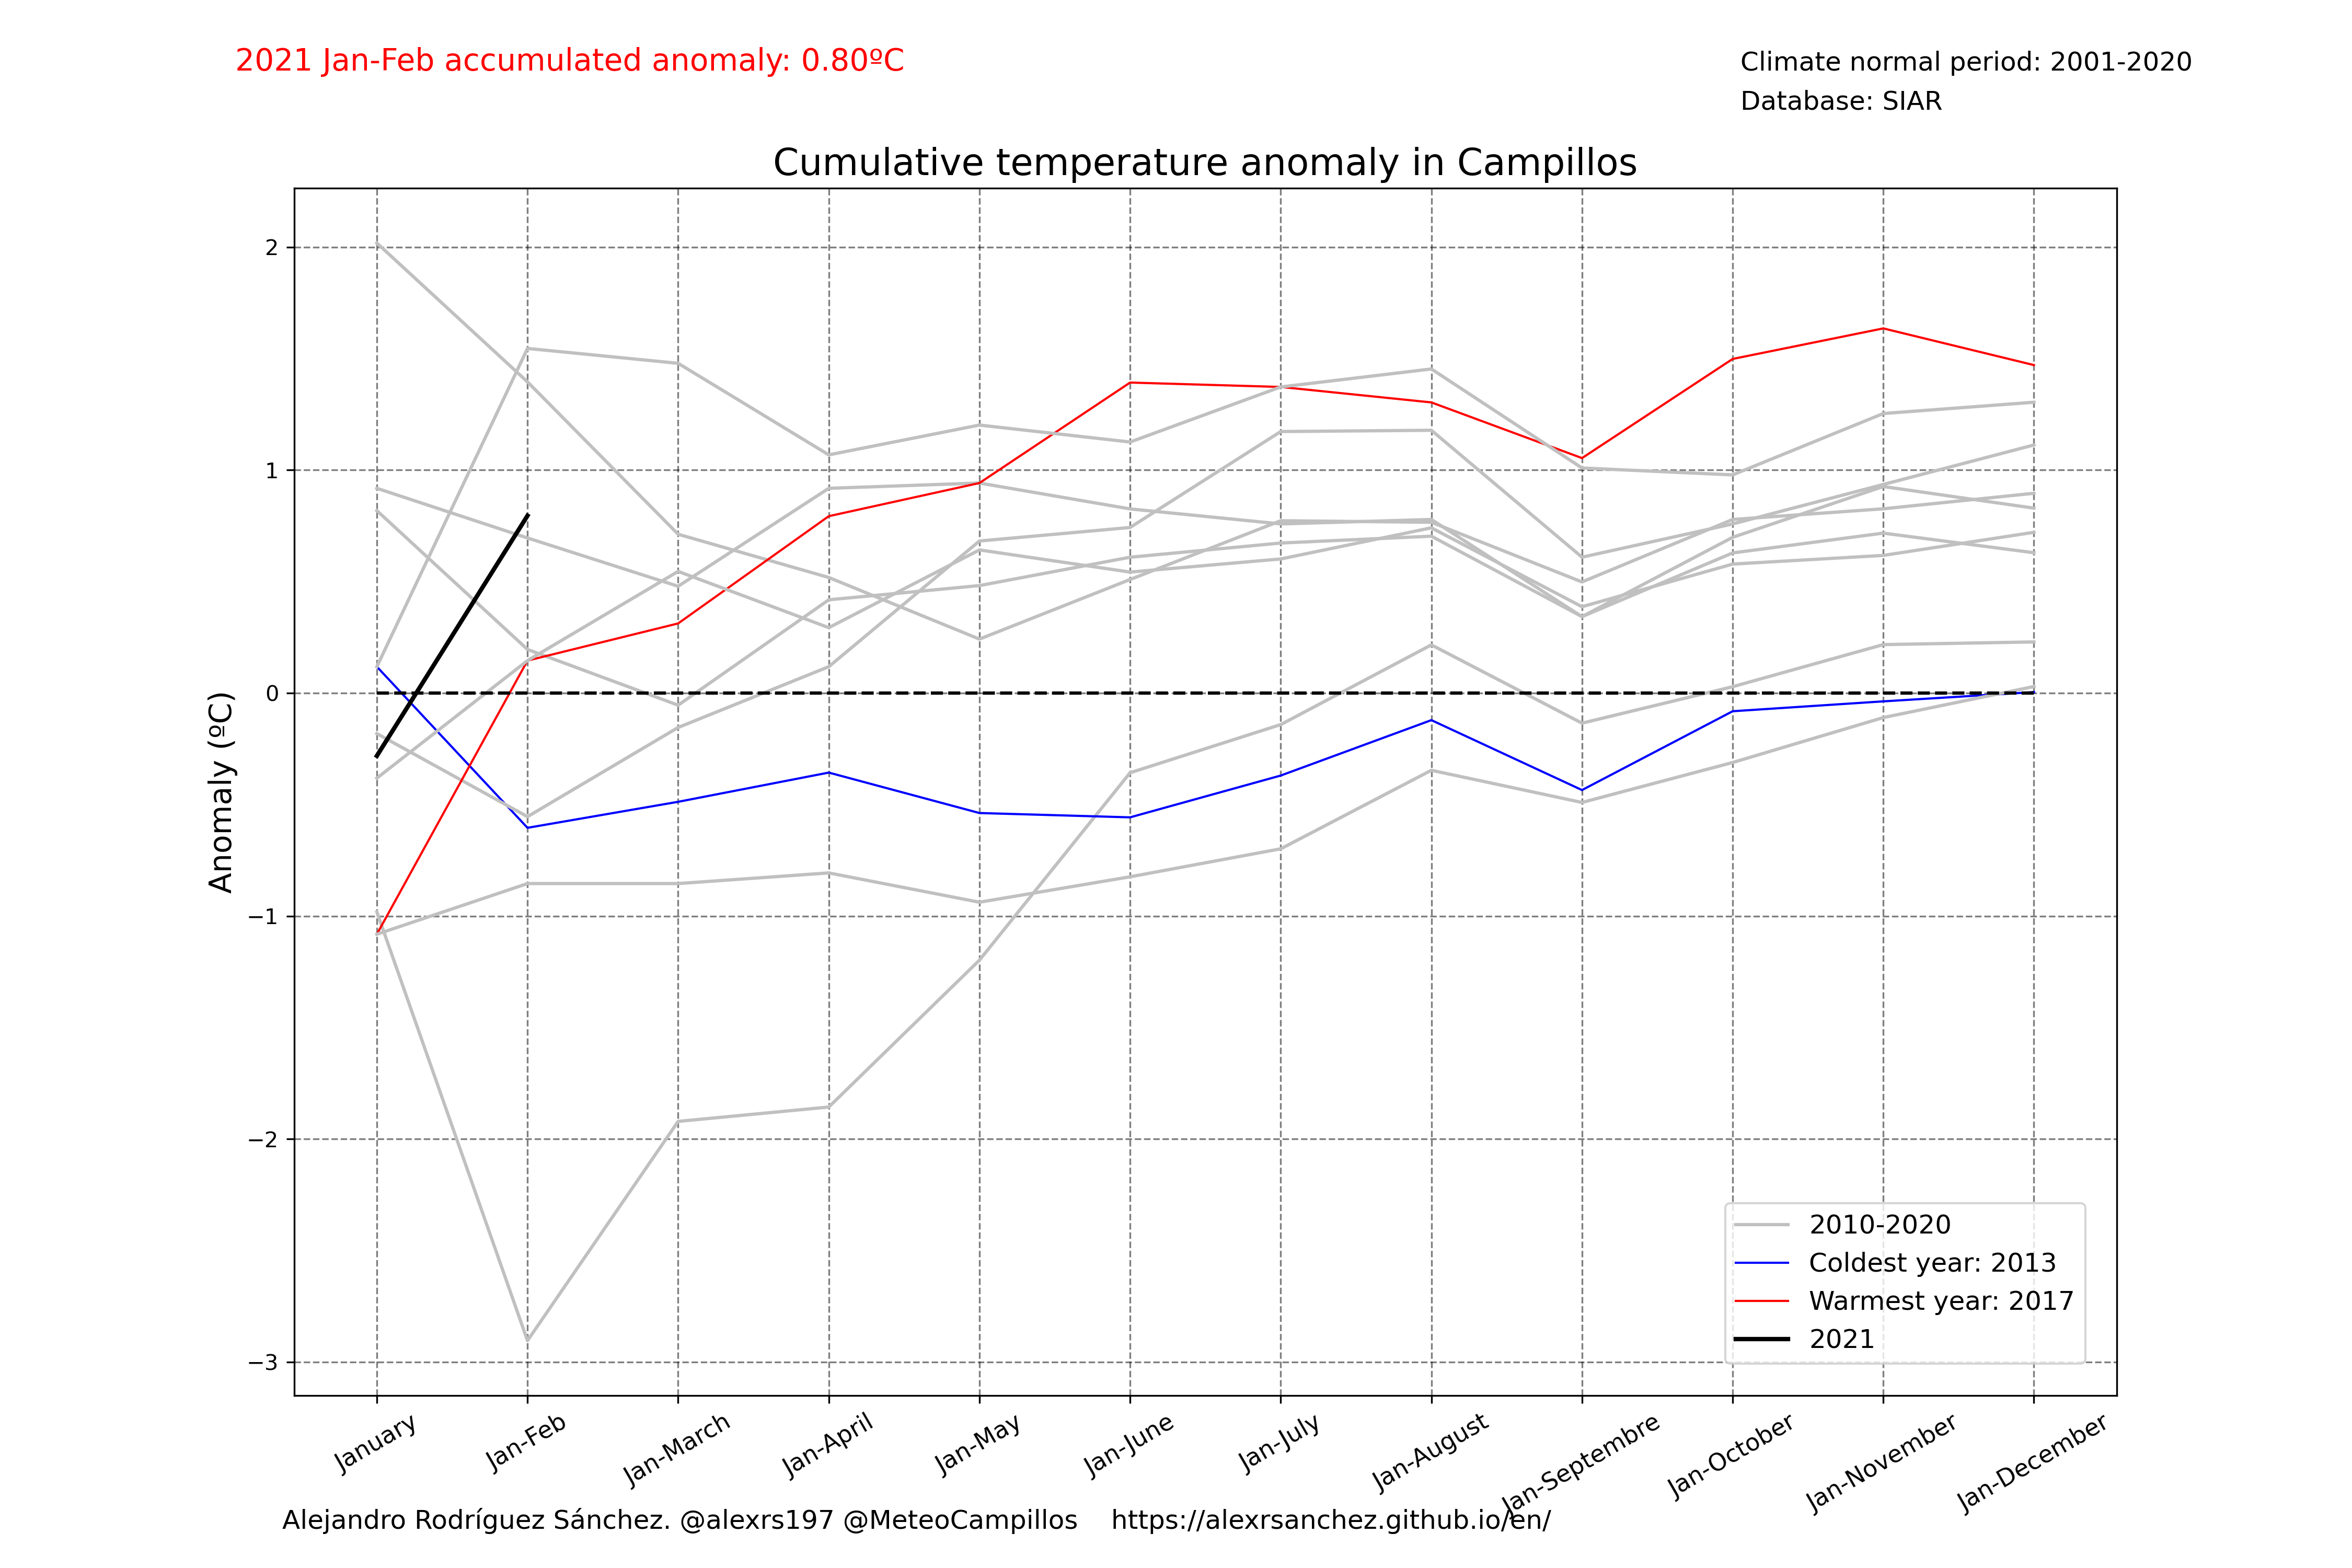 2021 Jan-Feb accumulated anomaly: 0.80ºC
Climate normal period: 2001-2020
Database: SIAR
Cumulative temperature anomaly in Campillos
Anomaly (ºC)
2
1
0
−1
−2
−3
2010-2020
Coldest year: 2013
Warmest year: 2017
2021
January
Jan-Feb
Jan-March
Jan-April
Jan-May
Jan-June
Jan-July
Jan-August
Jan-Septembre
Jan-October
Jan-November
Jan-December
Alejandro Rodríguez Sánchez. @alexrs197 @MeteoCampillos https://alexrsanchez.github.io/en/